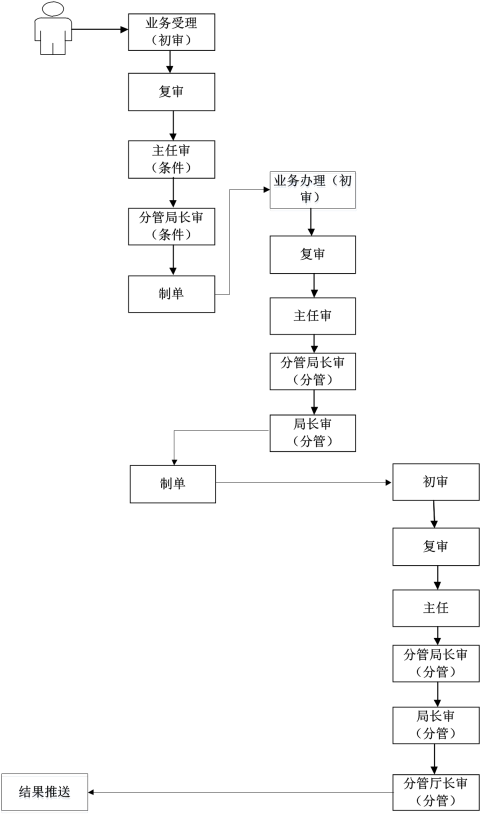 业务受理
（初审）
复审
主任审
（条件）
分管局长审
（条件）
制单
业务办理（初
审）
复审
主任审
分管局长审
（分管）
局长审
（分管）
制单
初审
复审
主任
分管局长审
（分管）
局长审
（分管）
分管厅长审
（分管）
结果推送